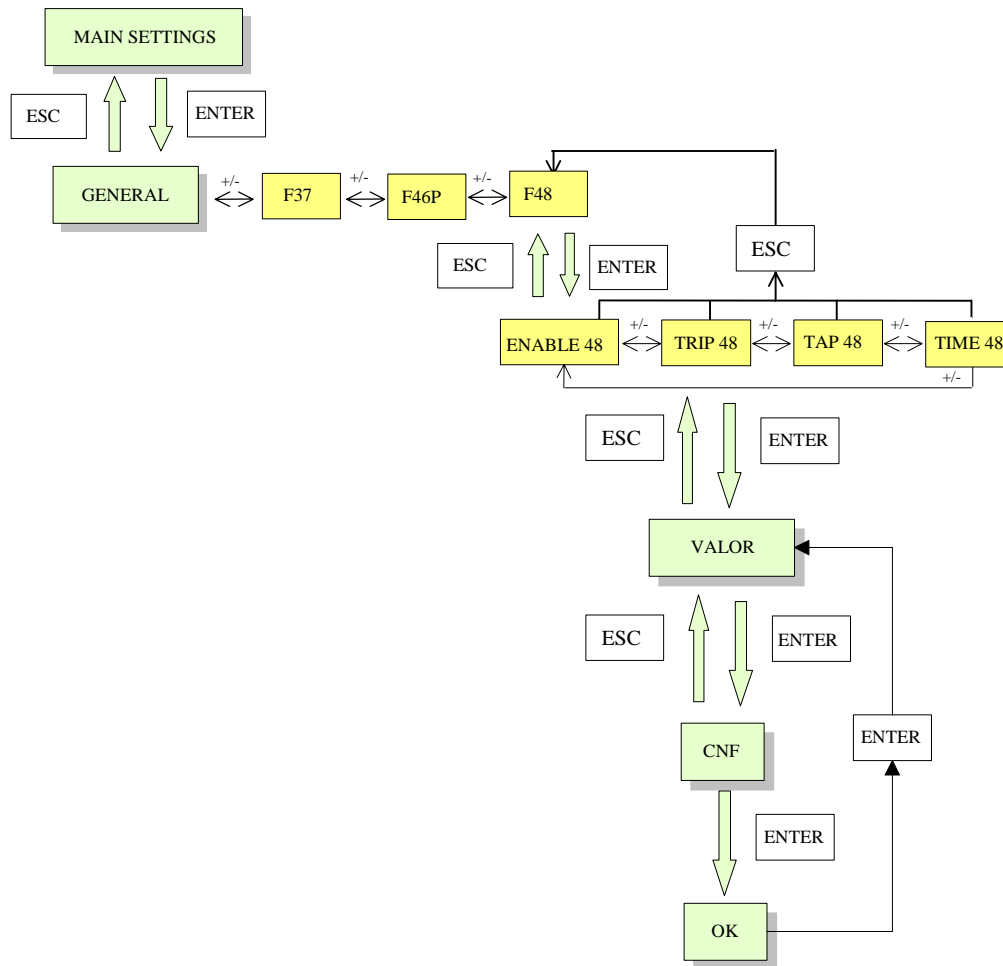 MAIN SETTINGS
ESC
ENTER
GENERAL
+/-
F37
+/-
F46P
+/-
F48
ESC
ESC
ENTER
ENABLE 48
+/-
TRIP 48
+/-
TAP 48
+/-
TIME 48
+/-
ESC
ENTER
VALOR
ESC
ENTER
CNF
ENTER
ENTER
OK